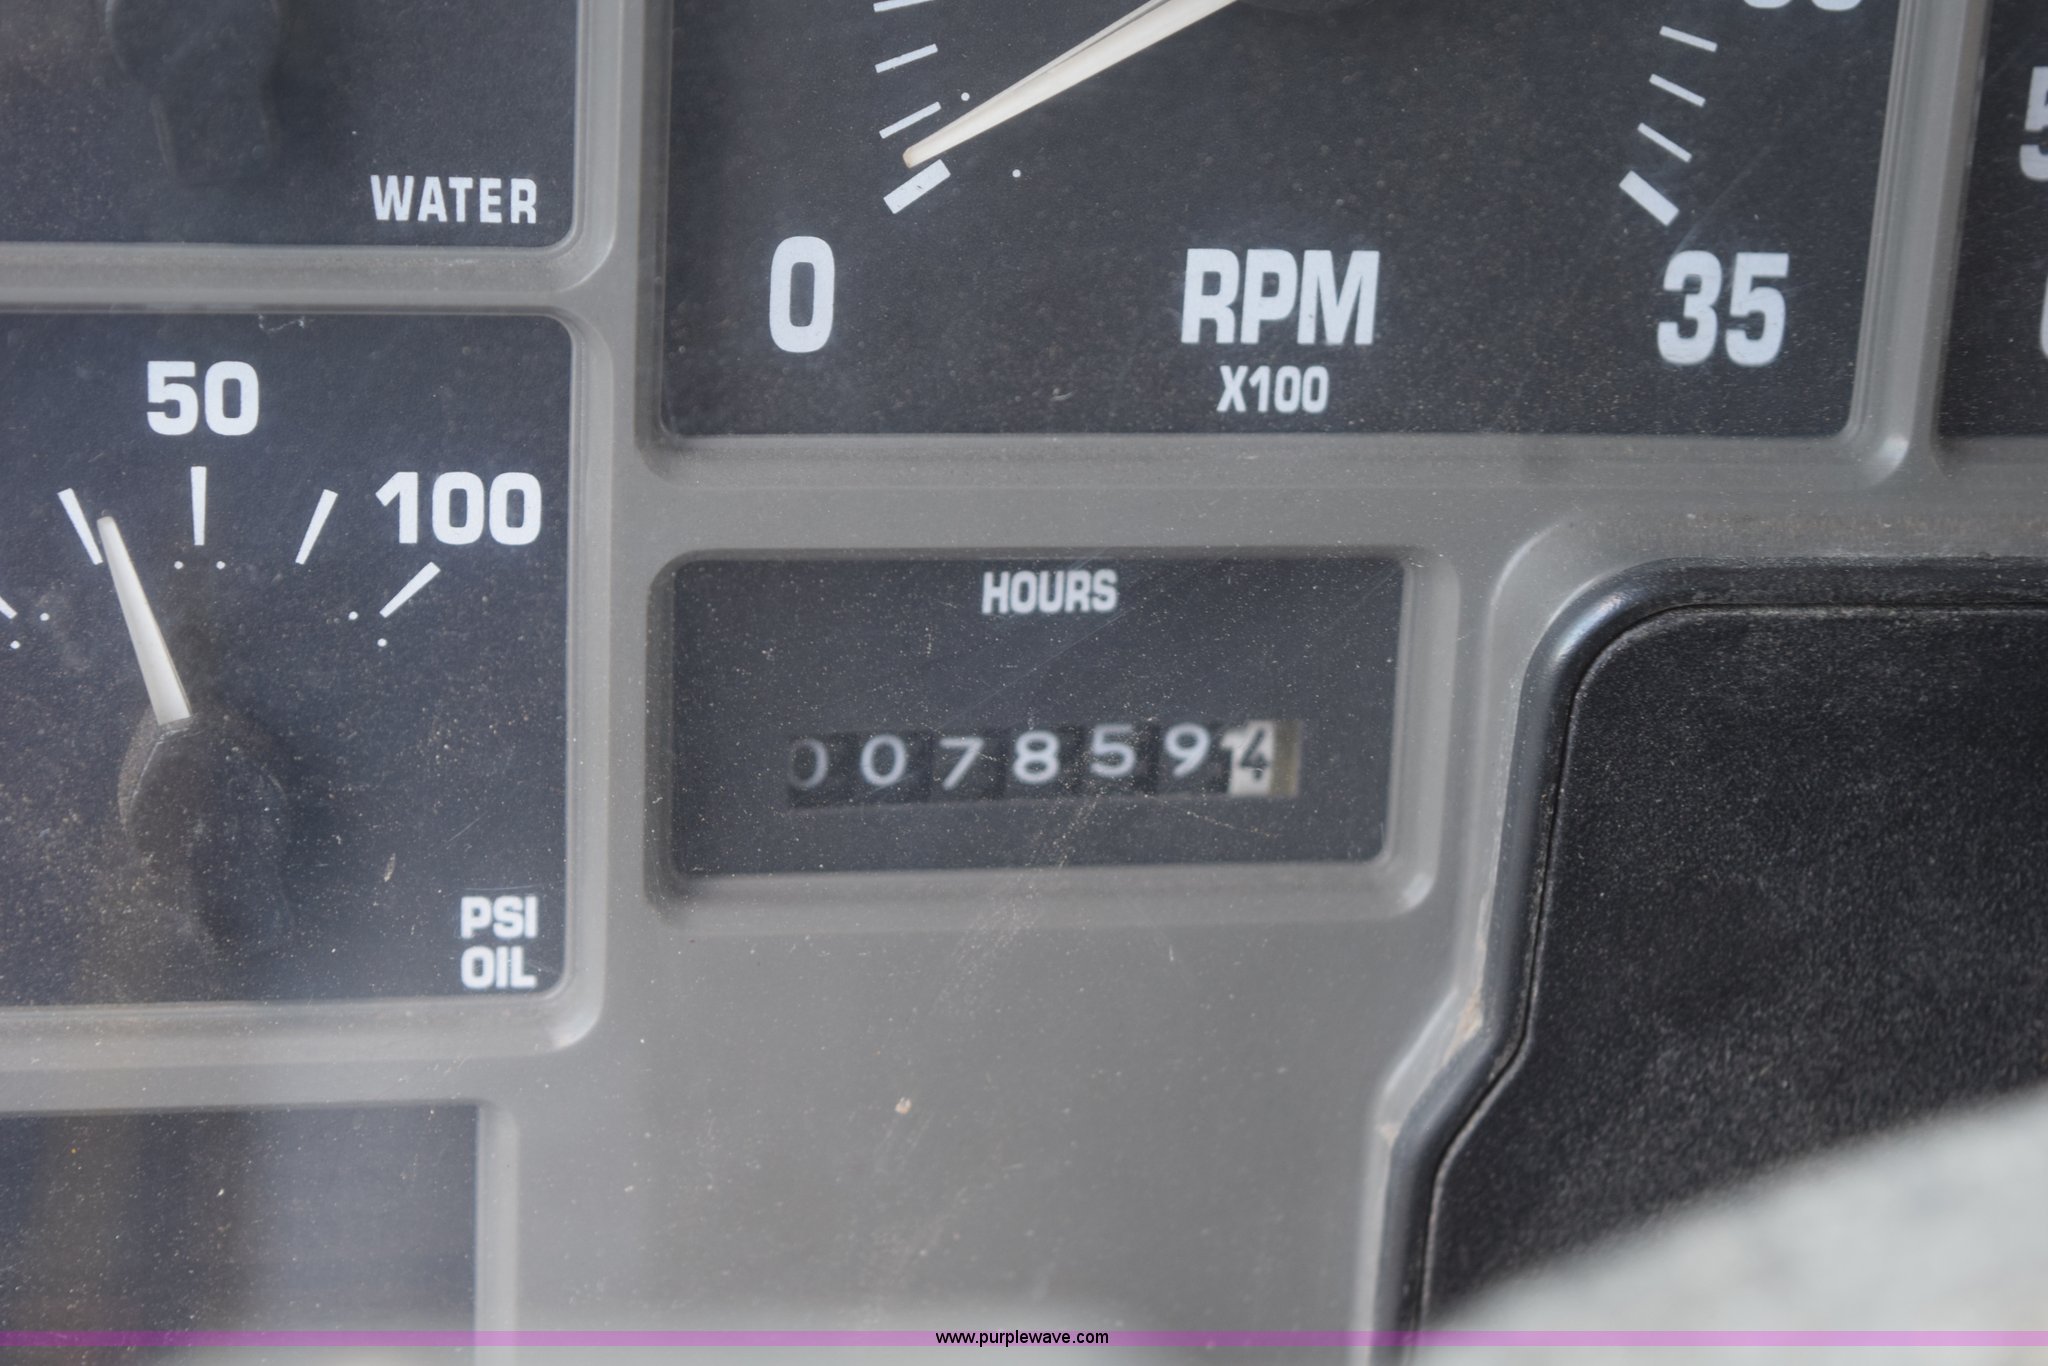 WATER
0
RPM
X100
35
50
100
PSI
OIL
HOURS
0078594
www.purplewave.com